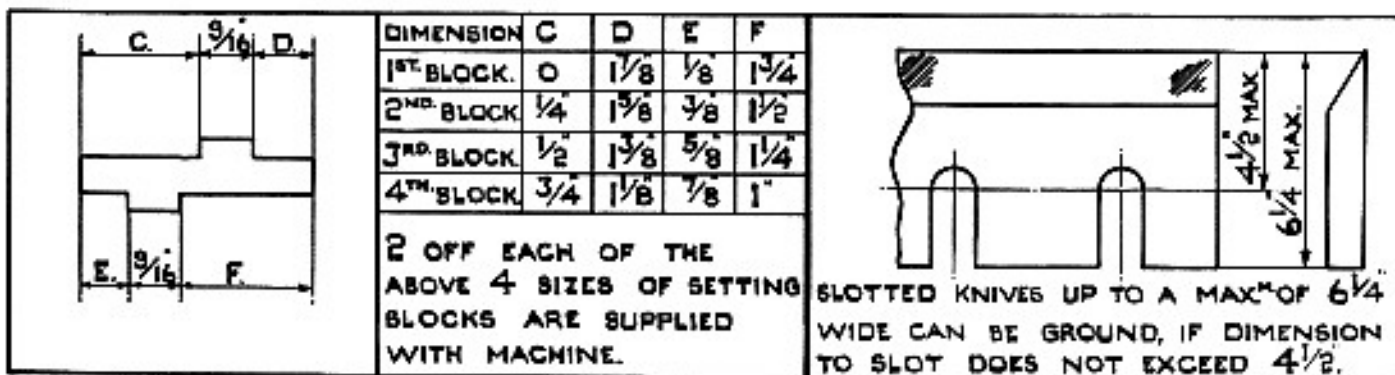 C. 9/16" D.
E. 9/16" F.
DIMENSION C D E F
1ST. BLOCK. O 1 7/8" 1/8" 1 3/4"
2ND. BLOCK 1/4" 1 5/8" 3/8" 1 1/2"
3RD. BLOCK 1/2" 1 3/8" 5/8" 1 1/4"
4TH. BLOCK 3/4" 1 1/8" 7/8" 1"
2 OFF EACH OF THE
ABOVE 4 SIZES OF SETTING
BLOCKS ARE SUPPLIED
WITH MACHINE.
4 1/2" MAX
6 1/4" MAX.
SLOTTED KNIVES UP TO A MAX.M OF 6 1/4"
WIDE CAN BE GROUND, IF DIMENSION
TO SLOT DOES NOT EXCEED 4 1/2".